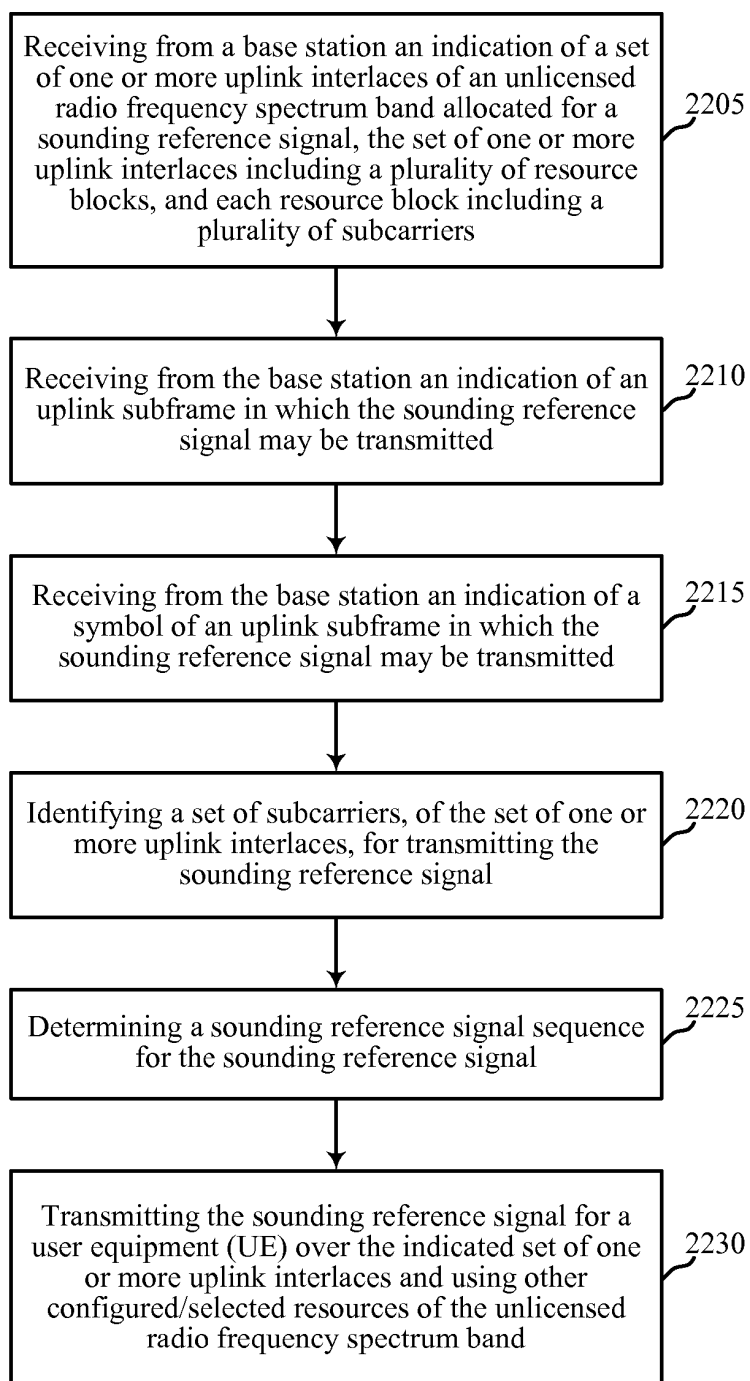 Receiving from a base station an indication of a set
of one or more uplink interlaces of an unlicensed
radio frequency spectrum band allocated for a
sounding reference signal, the set of one or more
uplink interlaces including a plurality of resource
blocks, and each resource block including a
plurality of subcarriers
2205
Receiving from the base station an indication of an
uplink subframe in which the sounding reference
signal may be transmitted
2210
Receiving from the base station an indication of a
symbol of an uplink subframe in which the
sounding reference signal may be transmitted
2215
Identifying a set of subcarriers, of the set of one or
more uplink interlaces, for transmitting the
sounding reference signal
2220
Determining a sounding reference signal sequence
for the sounding reference signal
2225
Transmitting the sounding reference signal for a
user equipment (UE) over the indicated set of one
or more uplink interlaces and using other
configured/selected resources of the unlicensed
radio frequency spectrum band
2230